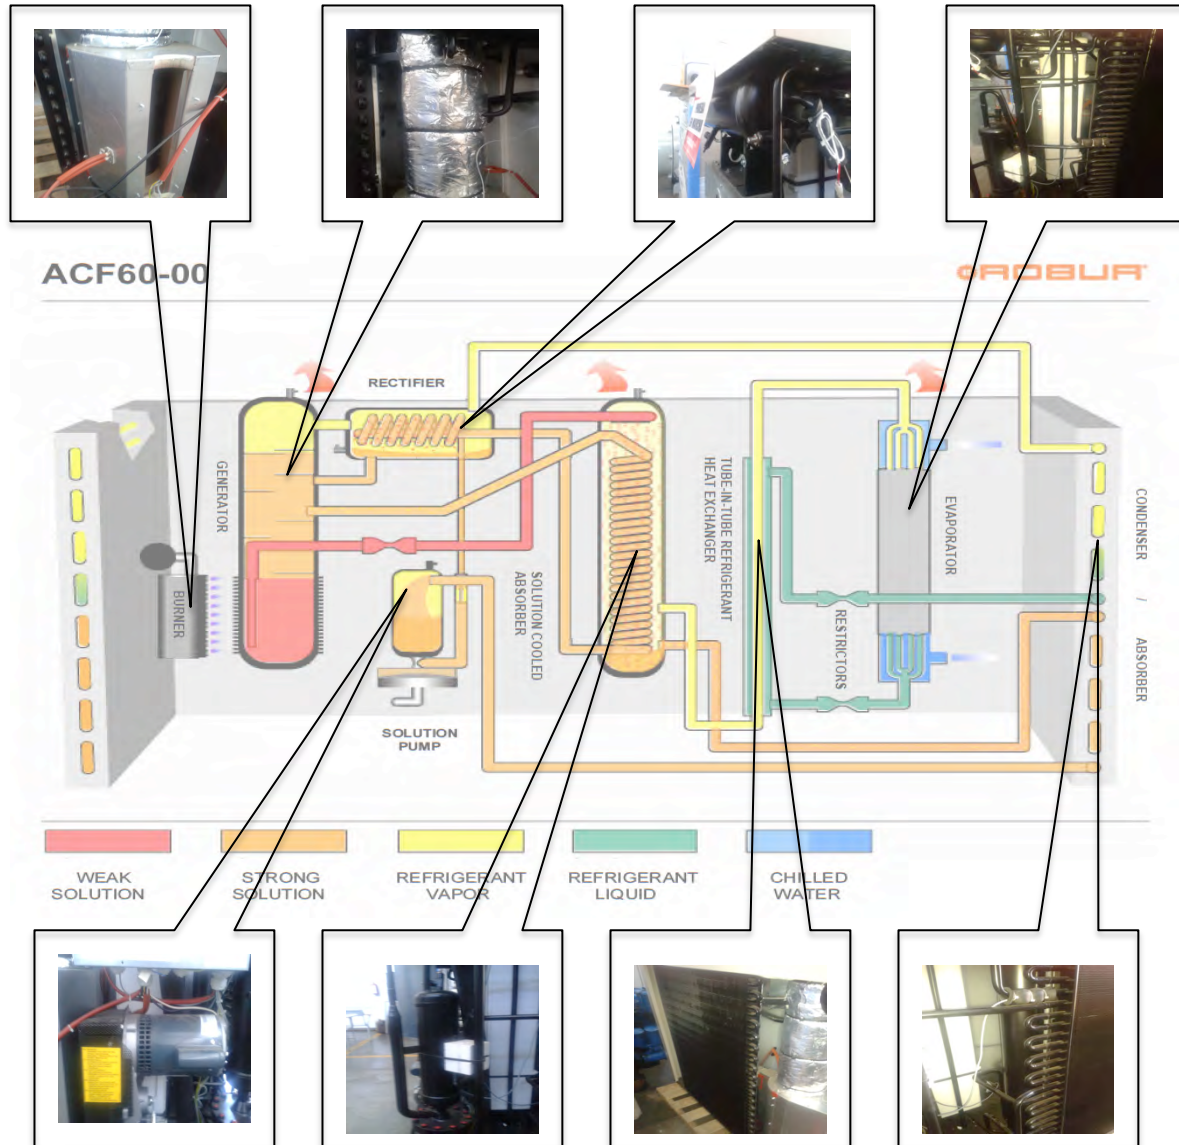 ACF60-00
ROBUR
RECTIFIER
GENERATOR
BURNER
SOLUTION
PUMP
SOLUTION COOLED
ABSORBER
TUBE-IN-TUBE REFRIGERANT
HEAT EXCHANGER
RESTRICTORS
EVAPORATOR
CONDENSER / ABSORBER
WEAK
SOLUTION
STRONG
SOLUTION
REFRIGERANT
VAPOR
REFRIGERANT
LIQUID
CHILLED
WATER